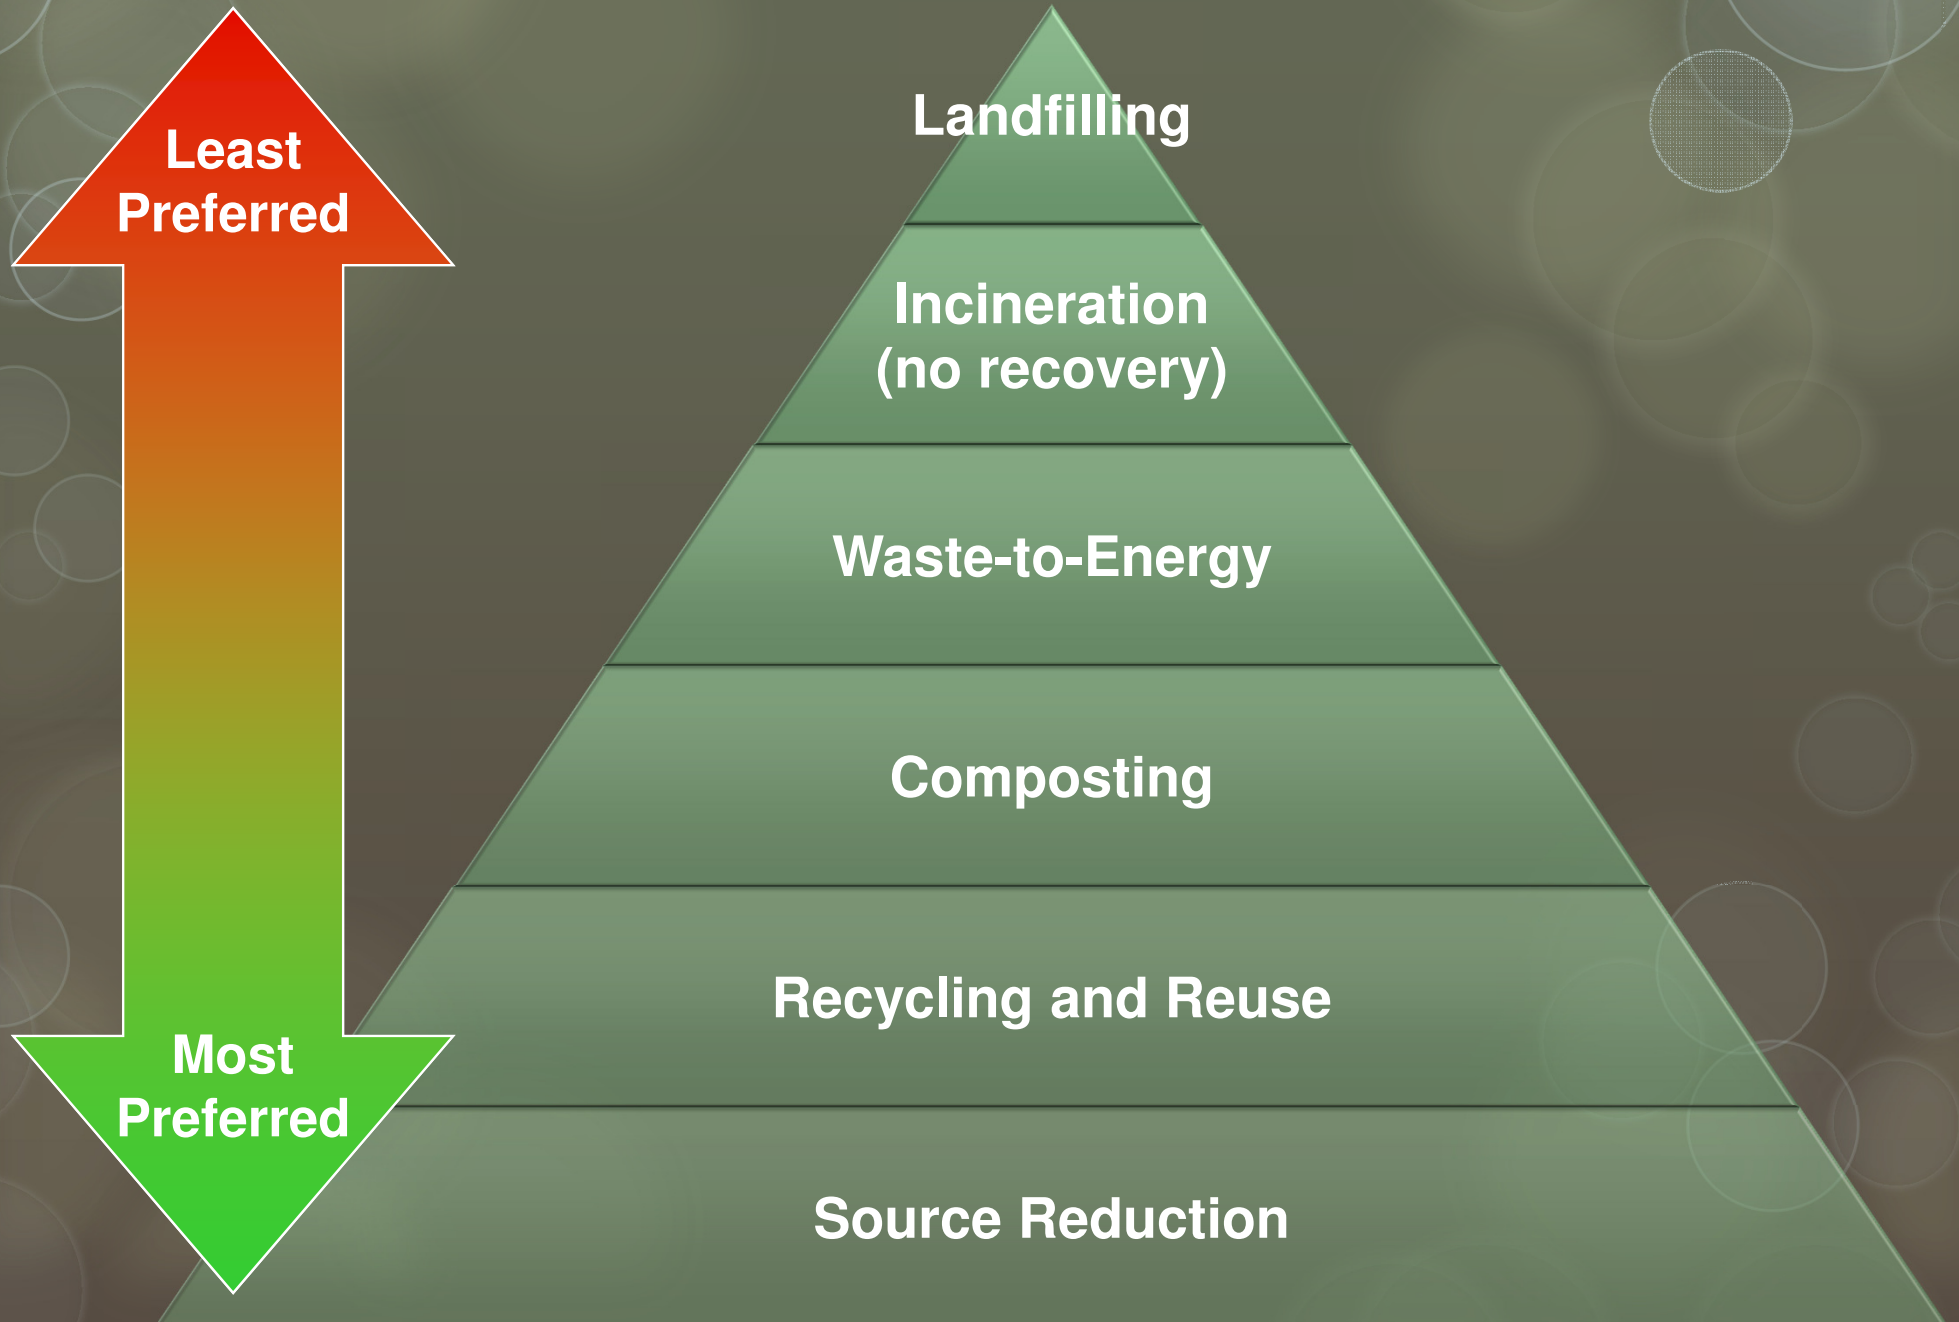 Least
Preferred
Most
Preferred
Landfilling
Incineration
(no recovery)
Waste-to-Energy
Composting
Recycling and Reuse
Source Reduction